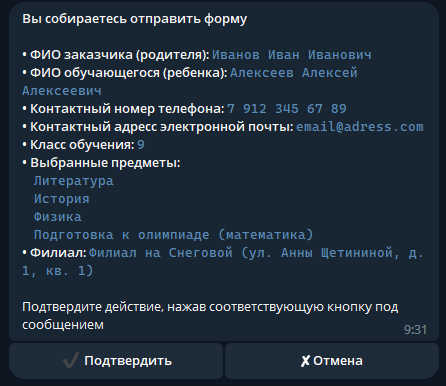 Вы собираетесь отправить форму
• ФИО заказчика (родителя): Иванов Иван Иванович
• ФИО обучающегося (ребенка): Алексеев Алексей
Алексеевич
• Контактный номер телефона: 7 912 345 67 89
• Контактный адресс электронной почты: email@adress.com
• Класс обучения: 9
• Выбранные предметы:
Литература
История
Физика
Подготовка к олимпиаде (математика)
• Филиал: Филиал на Снеговой (ул. Анны Щетининой, д.
1, кв. 1)
Подтвердите действие, нажав соответствующую кнопку под
сообщением
9:31
✔ Подтвердить
✘ Отмена